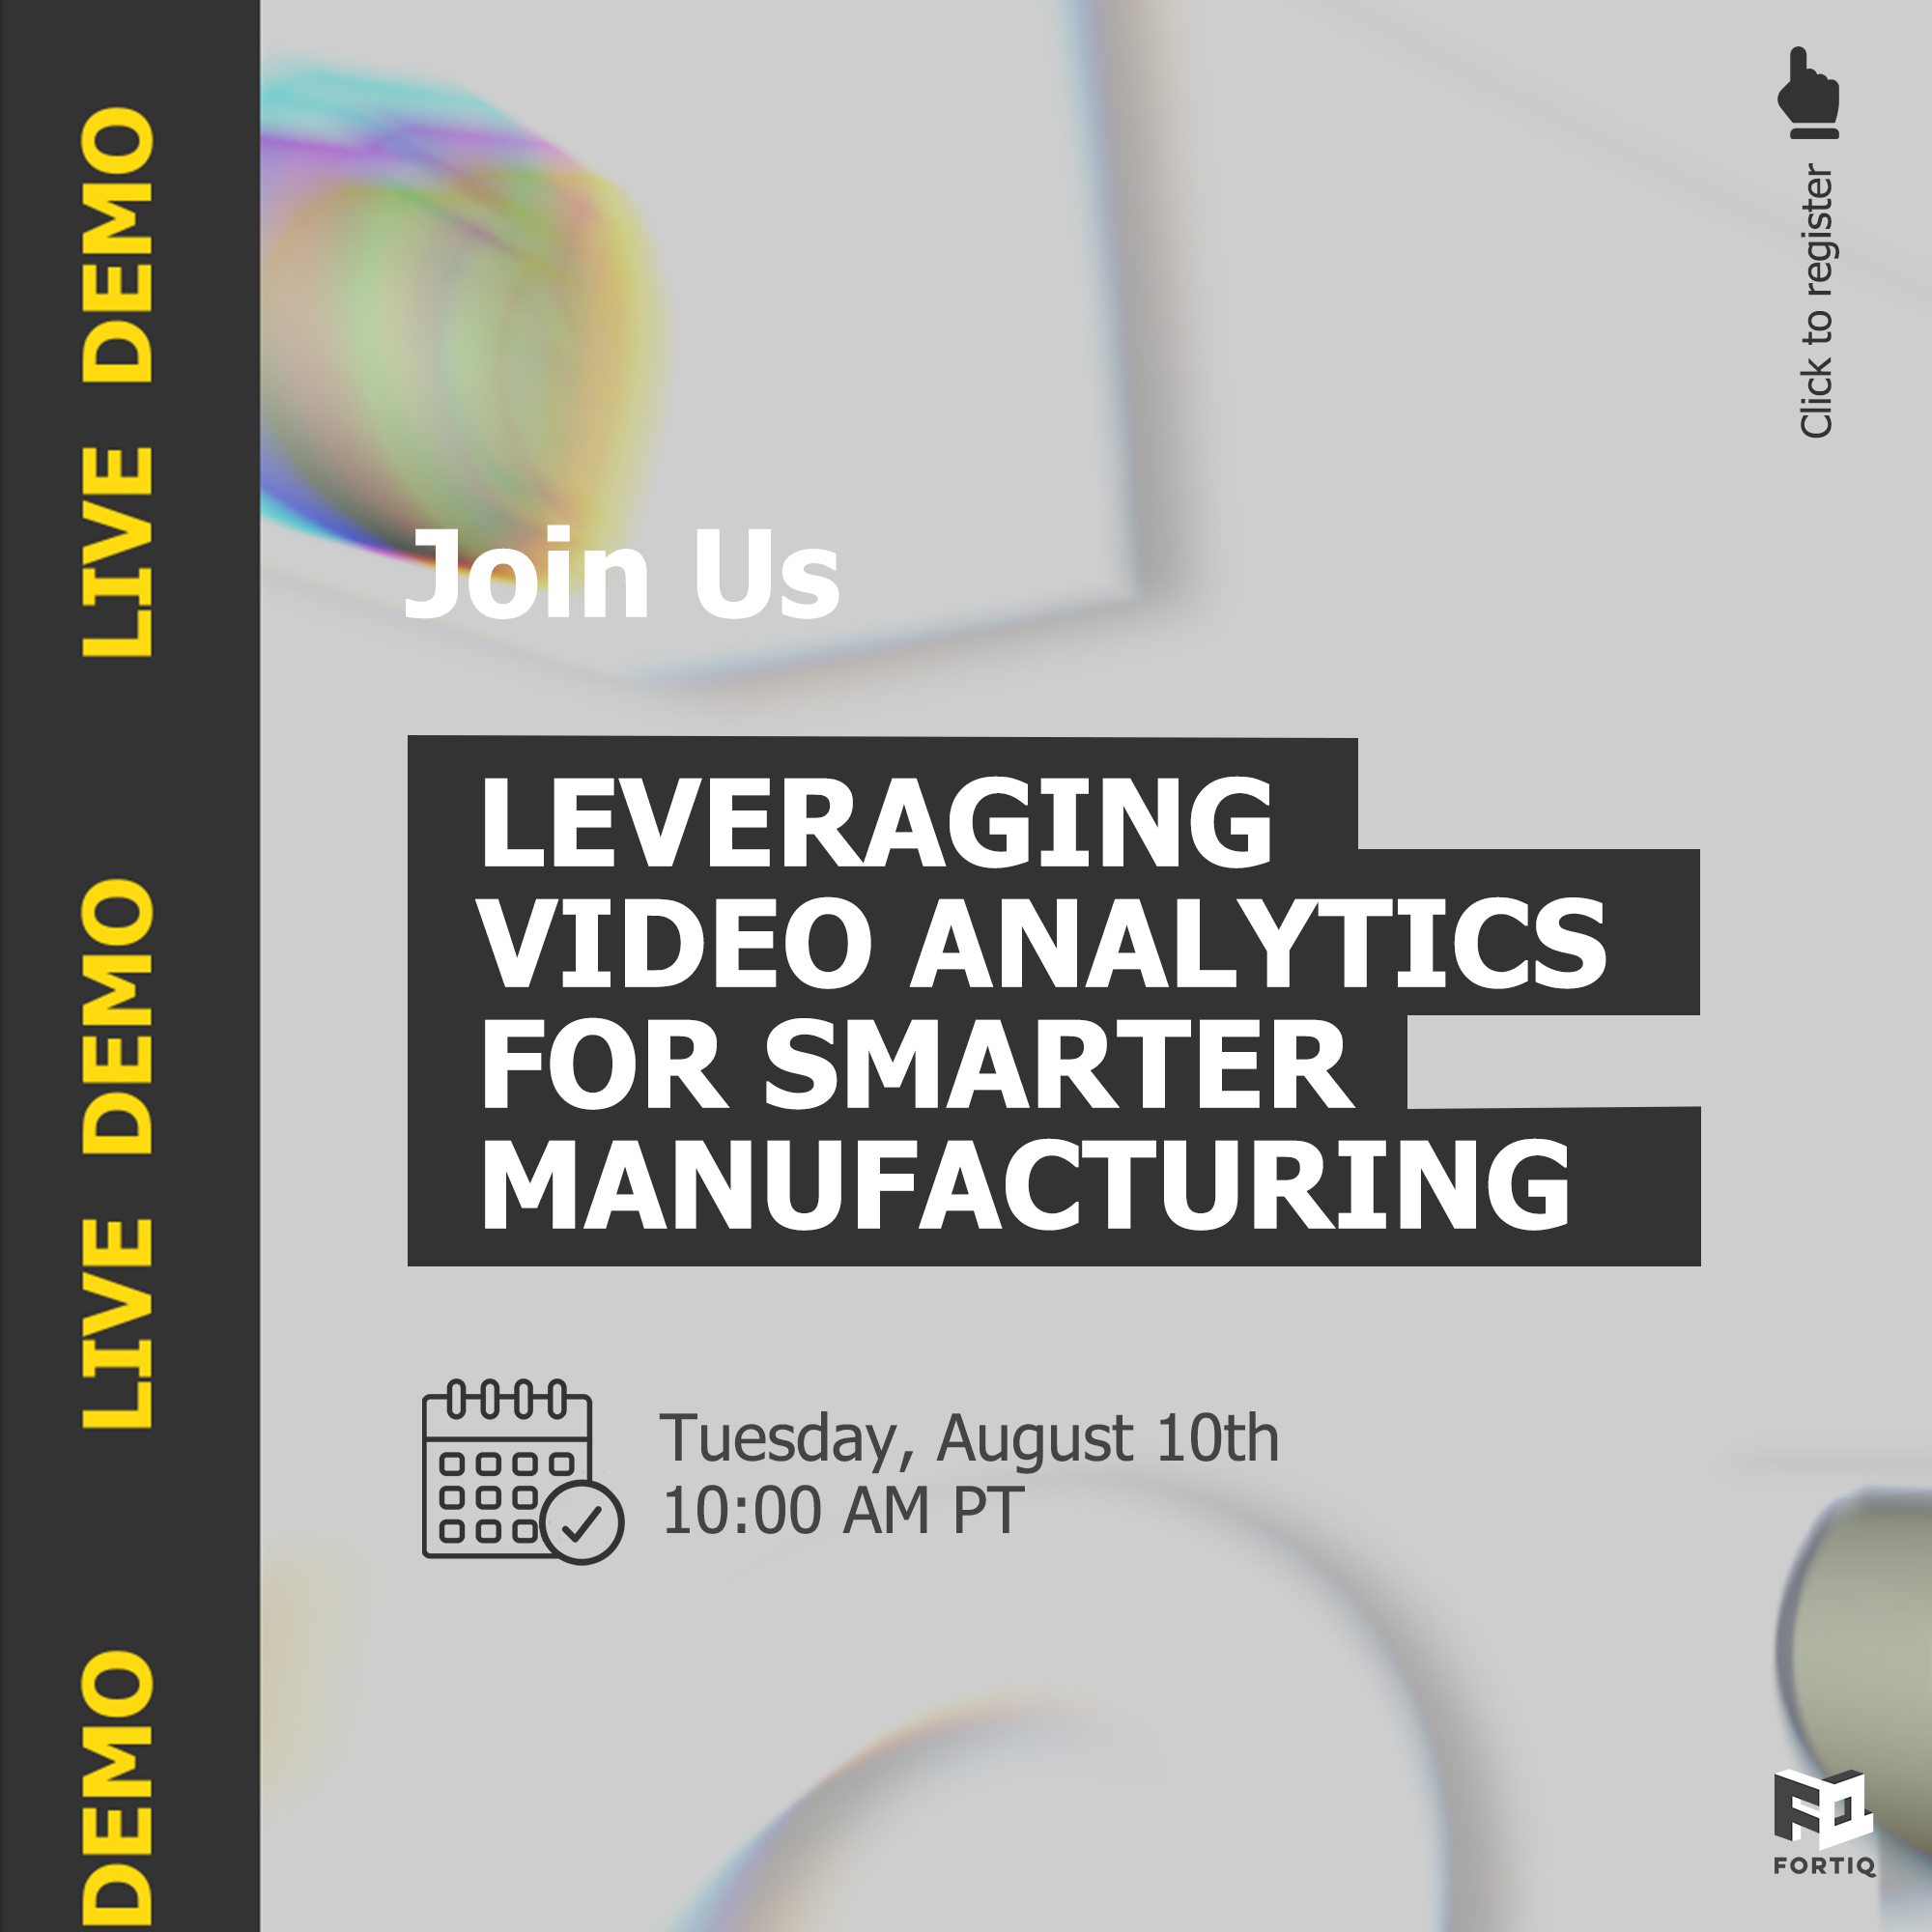 LIVE DEMO
LIVE DEMO
DEMO
Click to register
Join Us
LEVERAGING
VIDEO ANALYTICS
FOR SMARTER
MANUFACTURING
Tuesday, August 10th
10:00 AM PT
FQ
FORTIQ